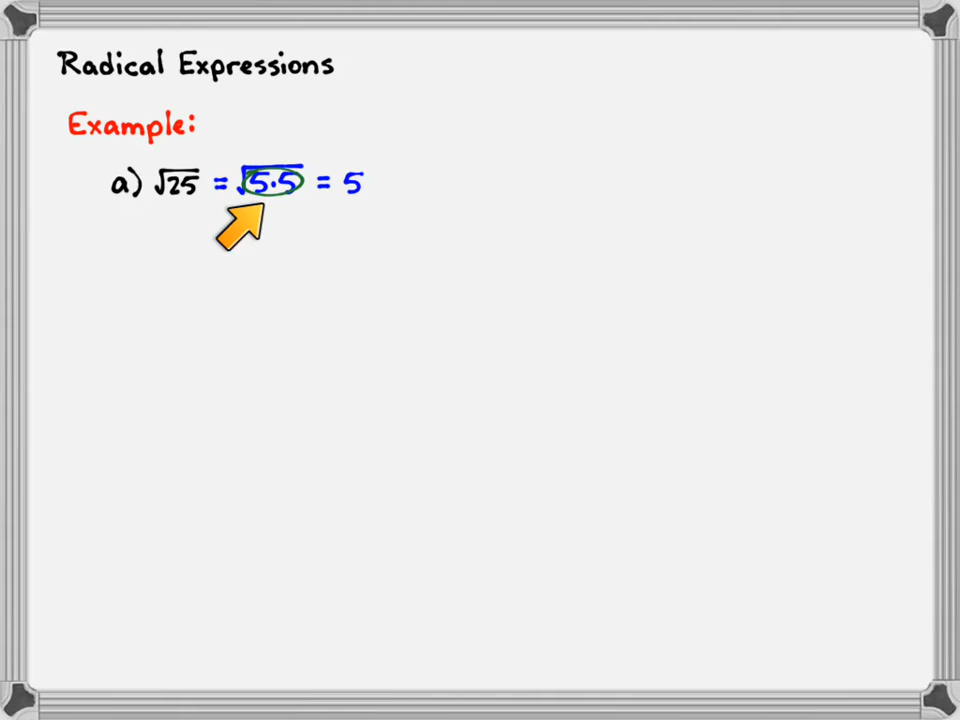 Radical Expressions
Example:
a) √25 = √5·5 = 5